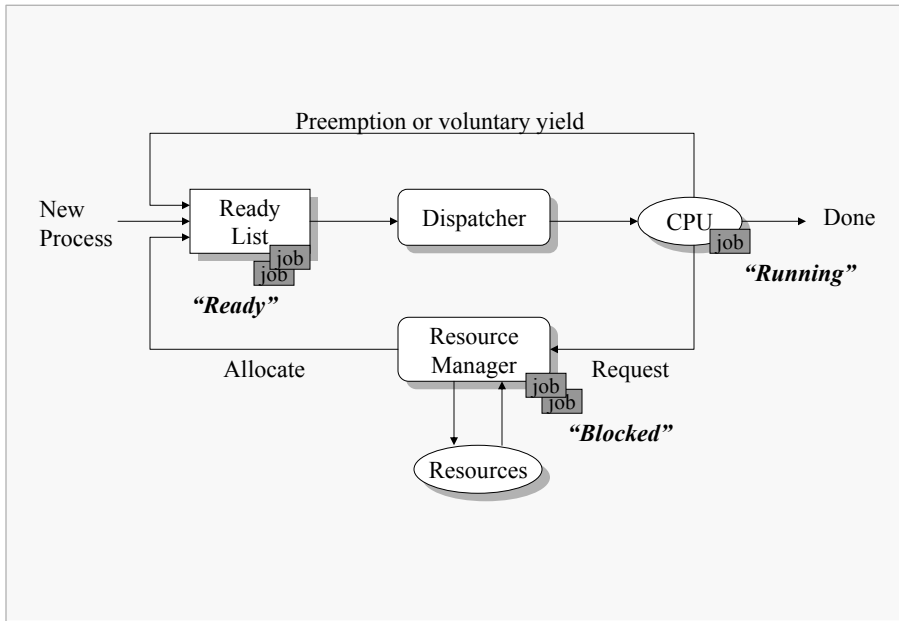 Preemption or voluntary yield
New
Process
Ready
List
job
job
“Ready”
Dispatcher
CPU
job
“Running”
Done
Allocate
Resource
Manager
job
job
“Blocked”
Request
Resources